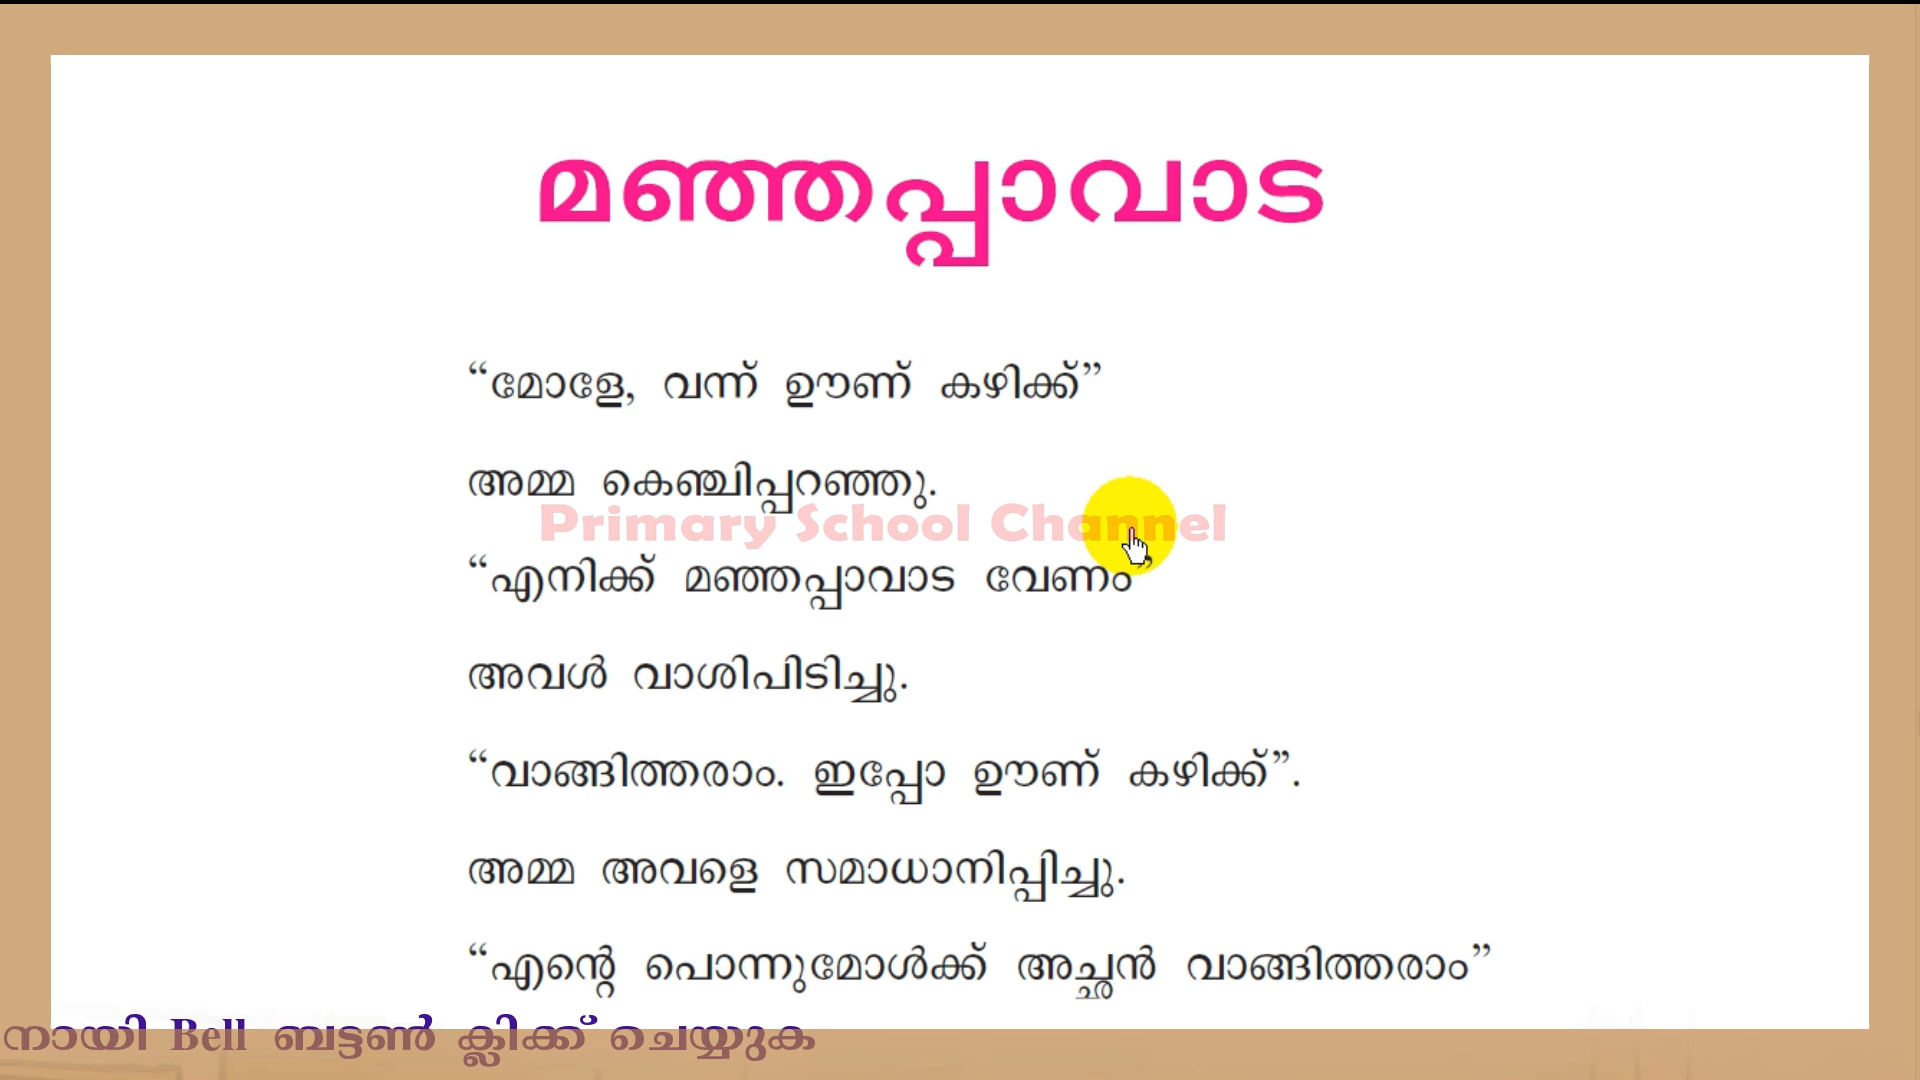 മഞ്ഞപ്പാവാട
“മോളേ, വന്ന് ഊണ് കഴിക്ക്”
അമ്മ കെഞ്ചിപ്പറഞ്ഞു.
Primary School Channel
“എനിക്ക് മഞ്ഞപ്പാവാട വേണം”
അവൾ വാശിപിടിച്ചു.
“വാങ്ങിത്തരാം. ഇപ്പോ ഊണ് കഴിക്ക്”.
അമ്മ അവളെ സമാധാനിപ്പിച്ചു.
“എന്റെ പൊന്നുമോൾക്ക് അച്ഛൻ വാങ്ങിത്തരാം”
നായി Bell ബട്ടൺ ക്ലിക്ക് ചെയ്യുക